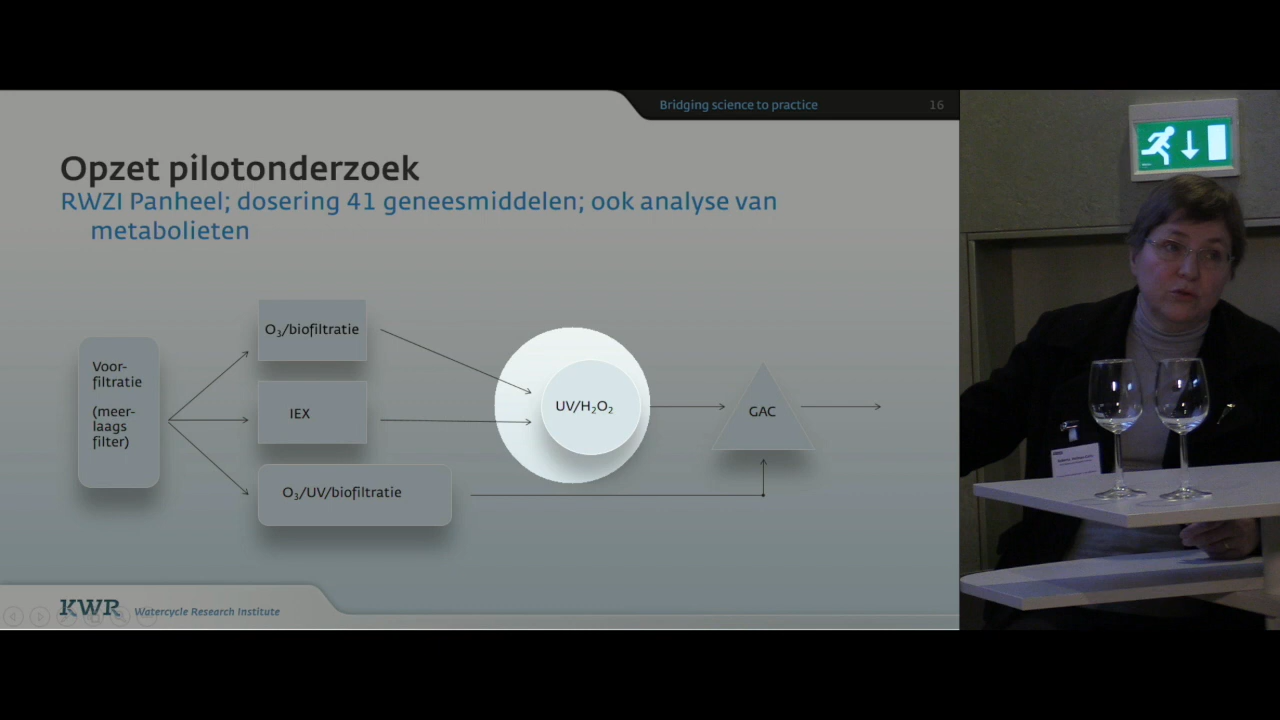 Bridging science to practice
16
Opzet pilotonderzoek
RWZI Panheel; dosering 41 geneesmiddelen; ook analyse van
metabolieten
Voor-
filtratie
(meer-
laags
filter)
O₃/biofiltratie
IEX
O₃/UV/biofiltratie
UV/H₂O₂
GAC
KWR Watercycle Research Institute